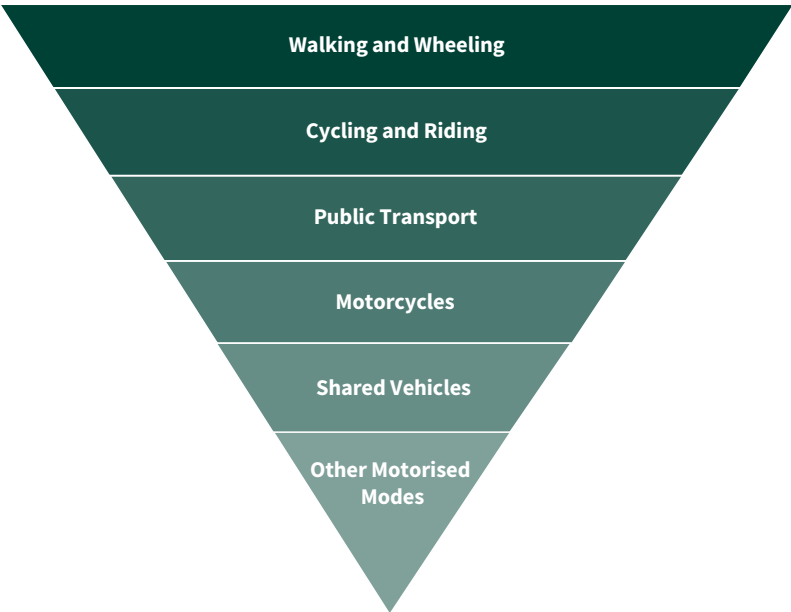 Walking and Wheeling
Cycling and Riding
Public Transport
Motorcycles
Shared Vehicles
Other Motorised
Modes